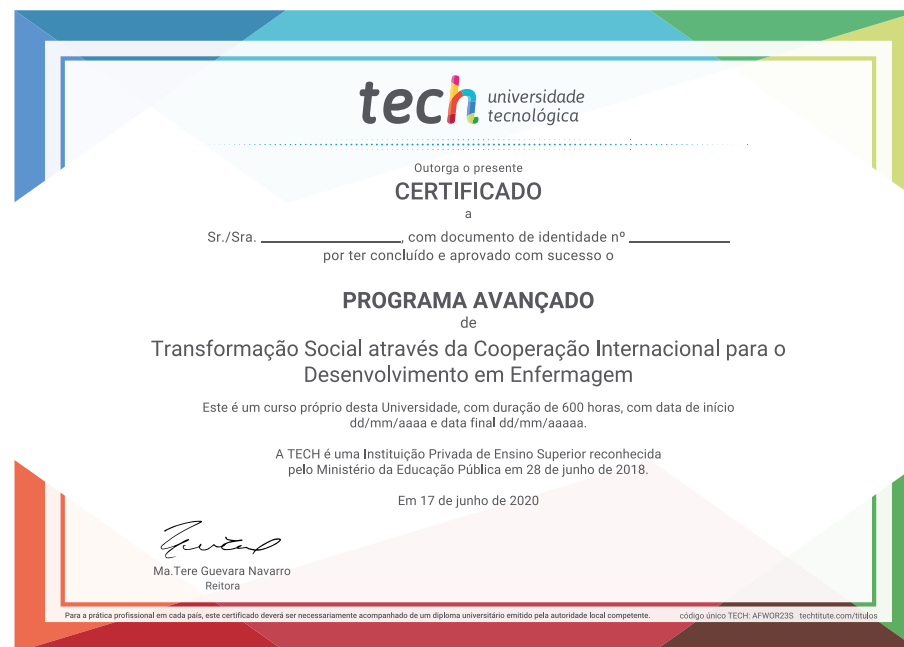 tech universidade
tecnológica
Outorga o presente
CERTIFICADO
a
Sr./Sra. ____________________, com documento de identidade nº ______________
por ter concluído e aprovado com sucesso o
PROGRAMA AVANÇADO
de
Transformação Social através da Cooperação Internacional para o
Desenvolvimento em Enfermagem
Este é um curso próprio desta Universidade, com duração de 600 horas, com data de início
dd/mm/aaaa e data final dd/mm/aaaaa.
A TECH é uma Instituição Privada de Ensino Superior reconhecida
pelo Ministério da Educação Pública em 28 de junho de 2018.
Em 17 de junho de 2020
Ma.Tere Guevara Navarro
Reitora
Para a prática profissional em cada país, este certificado deverá ser necessariamente acompanhado de um diploma universitário emitido pela autoridade local competente. código único TECH: AFWOR23S techtitute.com/titulos